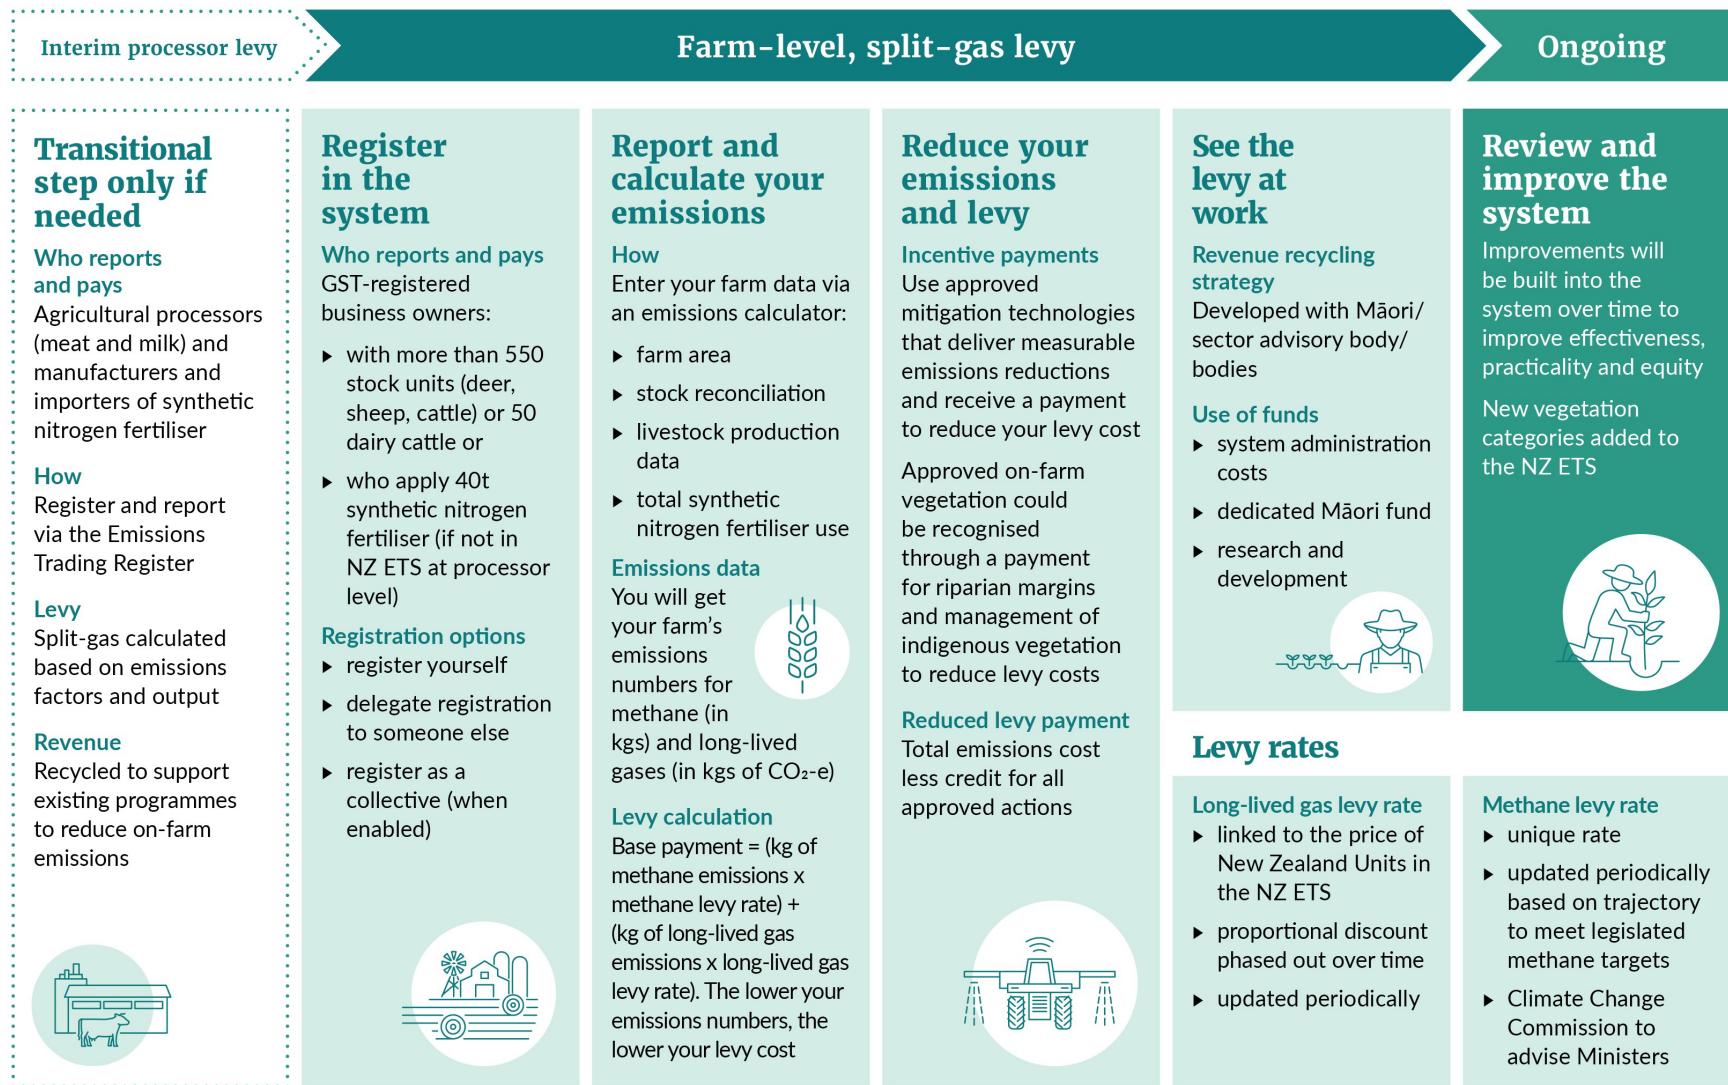 Interim processor levy
Farm-level, split-gas levy
Ongoing
Transitional
step only if
needed
Who reports
and pays
Agricultural processors
(meat and milk) and
manufacturers and
importers of synthetic
nitrogen fertiliser
How
Register and report
via the Emissions
Trading Register
Levy
Split-gas calculated
based on emissions
factors and output
Revenue
Recycled to support
existing programmes
to reduce on-farm
emissions
Register
in the
system
Who reports and pays
GST-registered
business owners:
▸ with more than 550
stock units (deer,
sheep, cattle) or 50
dairy cattle or
▸ who apply 40t
synthetic nitrogen
fertiliser (if not in
NZ ETS at processor
level)
Registration options
▸ register yourself
▸ delegate registration
to someone else
▸ register as a
collective (when
enabled)
Report and
calculate your
emissions
How
Enter your farm data via
an emissions calculator:
▸ farm area
▸ stock reconciliation
▸ livestock production
data
▸ total synthetic
nitrogen fertiliser use
Emissions data
You will get
your farm's
emissions
numbers for
methane (in
kgs) and long-lived
gases (in kgs of CO₂-e)
Levy calculation
Base payment = (kg of
methane emissions x
methane levy rate) +
(kg of long-lived gas
emissions x long-lived gas
levy rate). The lower your
emissions numbers, the
lower your levy cost
Reduce your
emissions
and levy
Incentive payments
Use approved
mitigation technologies
that deliver measurable
emissions reductions
and receive a payment
to reduce your levy cost
Approved on-farm
vegetation could
be recognised
through a payment
for riparian margins
and management of
indigenous vegetation
to reduce levy costs
Reduced levy payment
Total emissions cost
less credit for all
approved actions
See the
levy at
work
Revenue recycling
strategy
Developed with Māori/
sector advisory body/
bodies
Use of funds
▸ system administration
costs
▸ dedicated Māori fund
▸ research and
development
Review and
improve the
system
Improvements will
be built into the
system over time to
improve effectiveness,
practicality and equity
New vegetation
categories added to
the NZ ETS
Levy rates
Long-lived gas levy rate
▸ linked to the price of
New Zealand Units in
the NZ ETS
▸ proportional discount
phased out over time
▸ updated periodically
Methane levy rate
▸ unique rate
▸ updated periodically
based on trajectory
to meet legislated
methane targets
▸ Climate Change
Commission to
advise Ministers